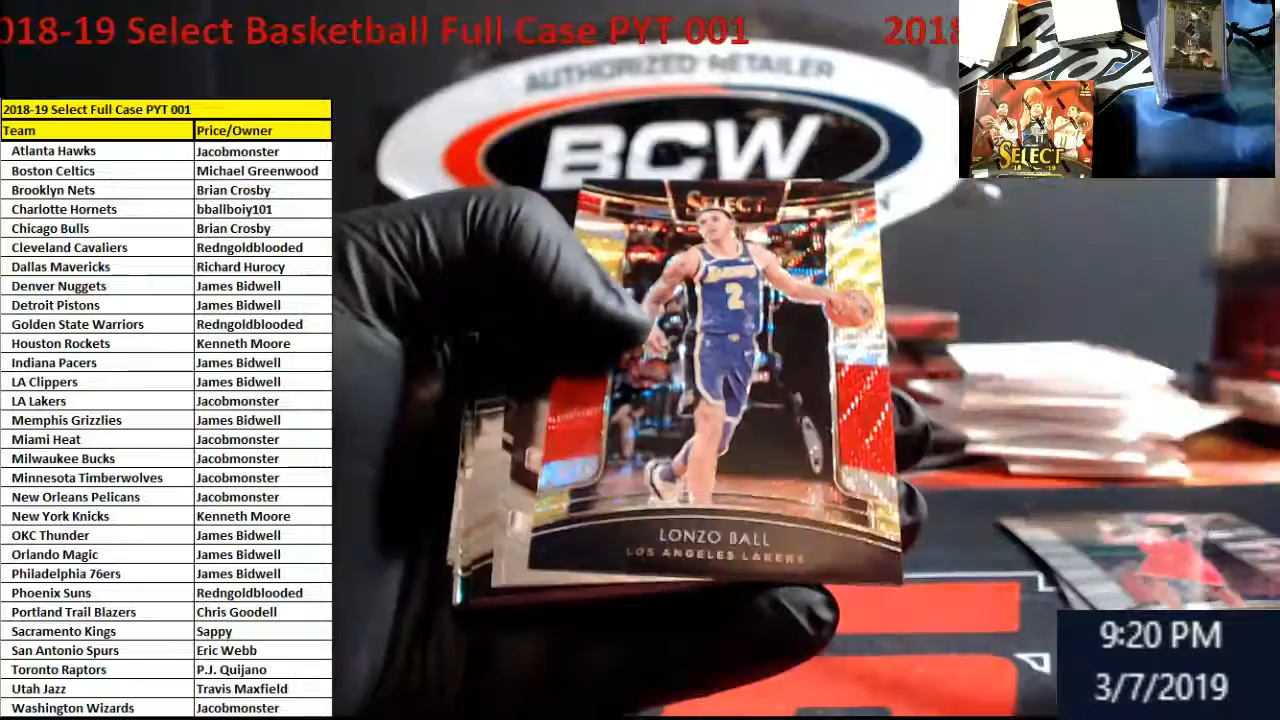 018-19 Select Basketball Full Case PYT 001
2018
AUTHORIZED RETAILER
BCW
2018-19 Select Full Case PYT 001
Team Price/Owner
Atlanta Hawks Jacobmonster
Boston Celtics Michael Greenwood
Brooklyn Nets Brian Crosby
Charlotte Hornets bballboiy101
Chicago Bulls Brian Crosby
Cleveland Cavaliers Redngoldblooded
Dallas Mavericks Richard Hurocy
Denver Nuggets James Bidwell
Detroit Pistons James Bidwell
Golden State Warriors Redngoldblooded
Houston Rockets Kenneth Moore
Indiana Pacers James Bidwell
LA Clippers James Bidwell
LA Lakers Jacobmonster
Memphis Grizzlies James Bidwell
Miami Heat Jacobmonster
Milwaukee Bucks Jacobmonster
Minnesota Timberwolves Jacobmonster
New Orleans Pelicans Jacobmonster
New York Knicks Kenneth Moore
OKC Thunder James Bidwell
Orlando Magic James Bidwell
Philadelphia 76ers James Bidwell
Phoenix Suns Redngoldblooded
Portland Trail Blazers Chris Goodell
Sacramento Kings Sappy
San Antonio Spurs Eric Webb
Toronto Raptors P.J. Quijano
Utah Jazz Travis Maxfield
Washington Wizards Jacobmonster
SELECT
2
LONZO BALL
LOS ANGELES LAKERS
SELECT
9:20 PM
3/7/2019